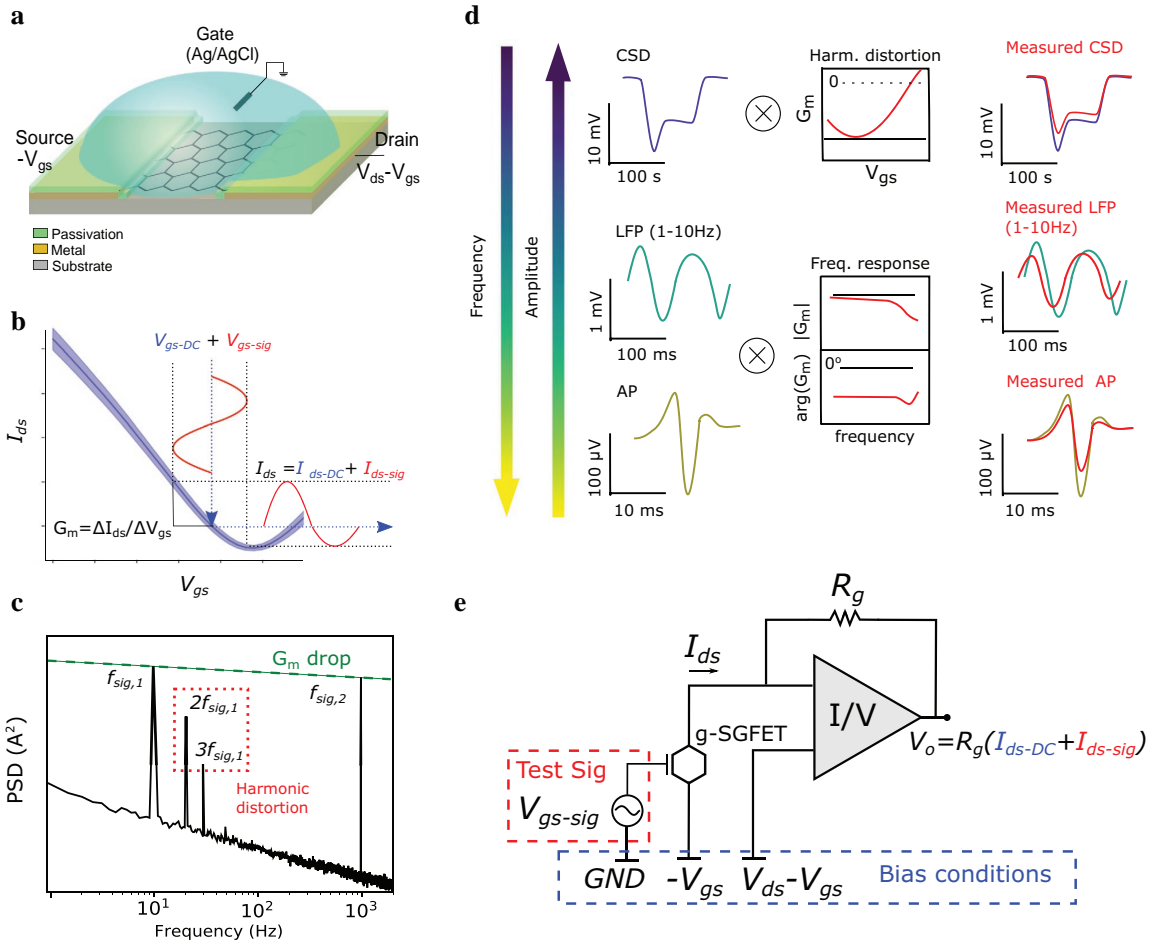 a
Gate
(Ag/AgCl)
Source
-Vgs
Drain
Vds-Vgs
Passivation
Metal
Substrate
b
Vgs-DC + Vgs-sig
Ids
Ids =I ds-DC+ Ids-sig
Gm=ΔIds/ΔVgs
Vgs
c
Gm drop
fsig,1
fsig,2
2fsig,1
3fsig,1
Harmonic
distortion
PSD (A²)
10¹
10²
10³
Frequency (Hz)
d
Frequency
Amplitude
CSD
10 mV
100 s
Harm. distortion
0
Gm
Vgs
Measured CSD
10 mV
100 s
LFP (1-10Hz)
1 mV
100 ms
Freq. response
|Gm|
0°
arg(Gm)
frequency
Measured LFP
(1-10Hz)
1 mV
100 ms
AP
100 μV
10 ms
Measured AP
100 μV
10 ms
e
Rg
Ids
I/V
g-SGFET
Vo=Rg(Ids-DC+Ids-sig)
Test Sig
Vgs-sig
GND
-Vgs
Vds-Vgs
Bias conditions